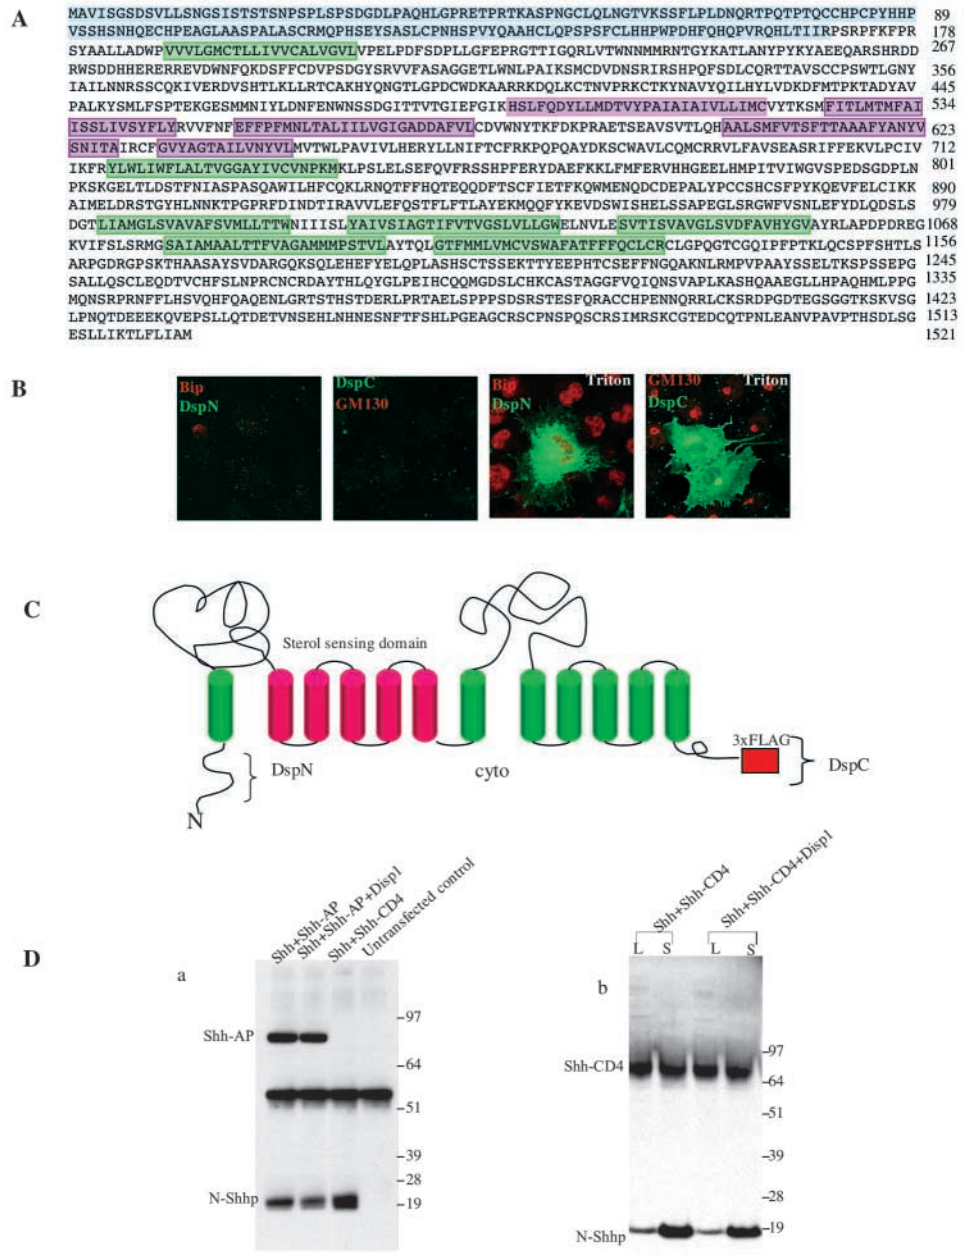 A
MAVISGSDSVLLSNGSISTSTSNPSPLSPSDGDLPAQHLGPRETPRTKASPNGCLQLNGTVKSSFLPLDNQRTPQTPTQCCHPCPYHHP 89
VSSHSNHQECHPEAGLAASPALASCRMQPHSEYSASLCPNHSPVYQAAHCLQPSPSFCLHHPWPDHFQHQPVRQHLTIIRPSRPFKFPR 178
SYAALLADWPVVVLGMCTLLIVVCALVGVLVPELPDFSDPLLGFEPRGTTIGQRLVTWNNMMRNTGYKATLANYPYKYAEEQARSHRDD 267
RWSDDHHERERREVDWNFQKDSFFCDVPSDGYSRVVFASAGGETLWNLPAIKSMCDVDNSRIRSHPQFSDLCQRTTAVSCCPSWTLGNY 356
IAILNNRSSCQKIVERDVSHTLKLLRTCAKHYQNGTLGPDCWDKAARRKDQLKCTNVPRKCTKYNAVYQILHYLVDKDFMTPKTADYAV 445
PALKYSMLFSPTEKGESMMNIYLDNFENWNSSDGITTVTGIEFGIKHSLFQDYLLMDTVYPAIAIAIVLLIMCVYTKSMFITLMTMFAI 534
ISSLIVSYFLYRVVFNFEFFPFMNLTALIILVGIGADDAFVLCDVWNYTKFDKPRAETSEAVSVTLQHAALSMFVTSFTTAAAFYANYV 623
SNITAIRCFGVYAGTAILVNYVLMVTWLPAVIVLHERYLLNIFTCFRKPQPQAYDKSCWAVLCQMCRRVLFAVSEASRIFFEKVLPCIV 712
IKFRYLWLIWFLALTVGGAYIVCVNPKMKLPSLELSEFQVFRSSHPFERYDAEFKKLFMFERVHHGEELHMPITVIWGVSPEDSGDPLN 801
PKSKGELTLDSTFNIASPASQAWILHFCQKLRNQTFFHQTEQQDFTSCFIETFKQWMENQDCDEPALYPCCSHCSFPYKQEVFELCIKK 890
AIMELDRSTGYHLNNKTPGPRFDINDTIRAVVLEFQSTFLFTLAYEKMQQFYKEVDSWISHELSSAPEGLSRGWFVSNLEFYDLQDSLS 979
DGTLIAMGLSVAVAFSVMLLTTWNIIISLYAIVSIAGTIFVTVGSLVLLGWELNVLESVTISVAVGLSVDFAVHYGVAYRLAPDPDREG 1068
KVIFSLSRMGSAIAMAALTTFVAGAMMMPSTVLAYTQLGTFMMLVMCVSWAFATFFFQCLCRCLGPQGTCGQIPFPTKLQCSPFSHTLS 1156
ARPGDRGPSKTHAASAYSVDARGQKSQLEHEFYELQPLASHSCTSSEKTTYEEPHTCSEFFNGQAKNLRMPVPAAYSSELTKSPSSEPG 1245
SALLQSCLEQDTVCHFSLNPRCNCRDAYTHLQYGLPEIHCQQMGDSLCHKCASTAGGFVQIQNSVAPLKASHQAAEGLLHPAQHMLPPG 1335
MQNSRPRNFFLHSVQHFQAQENLGRTSTHSTDERLPRTAELSPPPSDSRSTESFQRACCHPENNQRRLCKSRDPGDTEGSGGTKSKVSG 1423
LPNQTDEEEKQVEPSLLQTDETVNSEHLNHNESNFTFSHLPGEAGCRSCPNSPQSCRSIMRSKCGTEDCQTPNLEANVPAVPTHSDLSG 1513
ESLLIKTLFLIAM 1521
B
Bip
DspN
DspC
GM130
Bip Triton
DspN
GM130 Triton
DspC
C
Sterol sensing domain
3xFLAG
DspN
cyto
DspC
N
D
a
Shh+Shh-AP
Shh+Shh-AP+Disp1
Shh+Shh-CD4
Untransfected control
Shh-AP
-97
-64
-51
-39
-28
-19
N-Shhp
b
Shh+Shh-CD4
Shh+Shh-CD4+Disp1
L S L S
Shh-CD4
-97
-64
-51
-39
-28
-19
N-Shhp